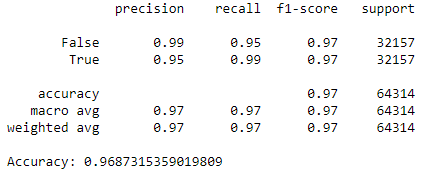 precision recall f1-score support
False 0.99 0.95 0.97 32157
True 0.95 0.99 0.97 32157
accuracy 0.97 64314
macro avg 0.97 0.97 0.97 64314
weighted avg 0.97 0.97 0.97 64314
Accuracy: 0.9687315359019809